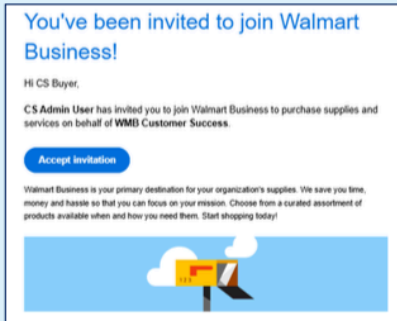 You've been invited to join Walmart
Business!
Hi CS Buyer,
CS Admin User has invited you to join Walmart Business to purchase supplies and
services on behalf of WMB Customer Success.
Accept invitation
Walmart Business is your primary destination for your organization's supplies. We save you time,
money and hassle so that you can focus on your mission. Choose from a curated assortment of
products available when and how you need them. Start shopping today!